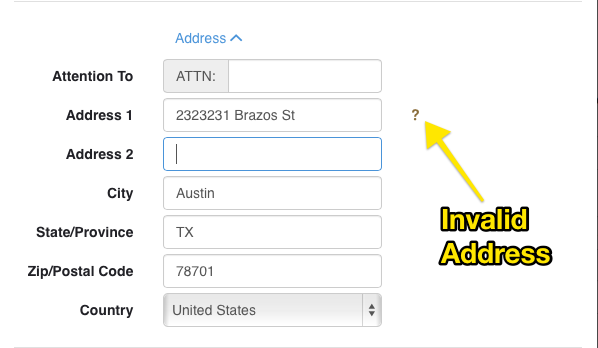 Address
Attention To ATTN:
Address 1 2323231 Brazos St ?
Address 2
City Austin
Invalid
Address
State/Province TX
Zip/Postal Code 78701
Country United States